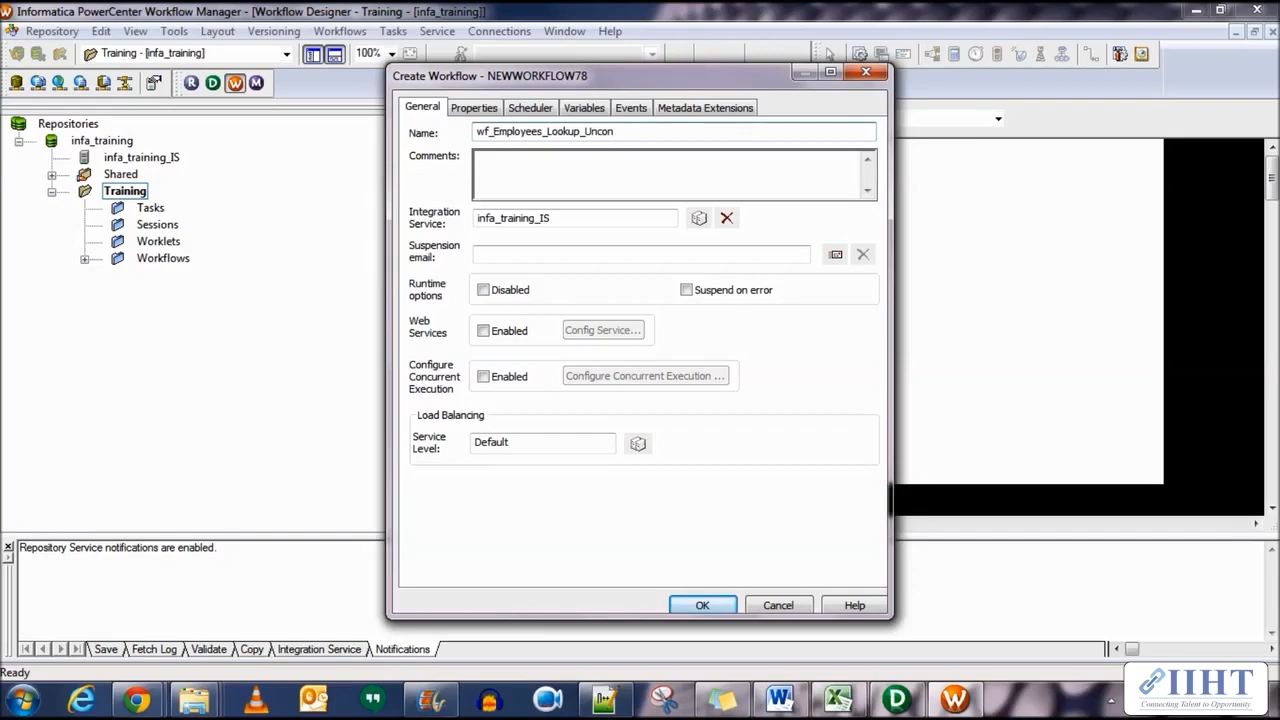 Informatica PowerCenter Workflow Manager - [Workflow Designer - Training - [infa_training]]
Repository Edit View Tools Layout Versioning Workflows Tasks Service Connections Window Help
Training - [infa_training]
100%
R D W M
Create Workflow - NEWWORKFLOW78
General Properties Scheduler Variables Events Metadata Extensions
Name: wf_Employees_Lookup_Uncon
Comments:
Integration Service: infa_training_IS
Suspension email:
Runtime options Disabled Suspend on error
Web Services Enabled Config Service...
Configure Concurrent Execution Enabled Configure Concurrent Execution ...
Load Balancing
Service Level: Default
OK Cancel Help
Repositories
infa_training
infa_training_IS
Shared
Training
Tasks
Sessions
Worklets
Workflows
Repository Service notifications are enabled.
Save Fetch Log Validate Copy Integration Service Notifications
Ready
IIHT
Connecting Talent to Opportunity